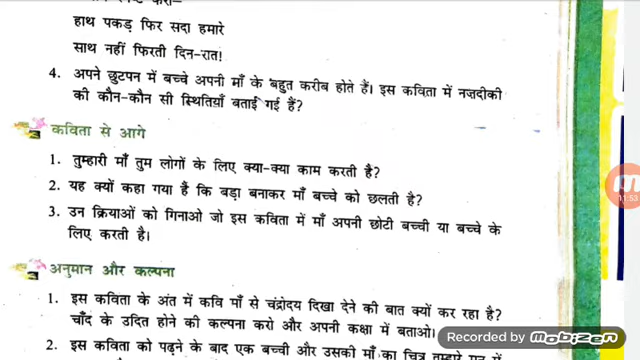 हाथ पकड़ फिर सदा हमारे
साथ नहीं फिरती दिन-रात!
4. अपने छुटपन में बच्चे अपनी माँ के बहुत करीब होते हैं। इस कविता में नज़दीकी
की कौन-कौन सी स्थितियाँ बताई गई हैं?
कविता से आगे
1. तुम्हारी माँ तुम लोगों के लिए क्या-क्या काम करती है?
2. यह क्यों कहा गया है कि बड़ा बनाकर माँ बच्चे को छलती है?
3. उन क्रियाओं को गिनाओ जो इस कविता में माँ अपनी छोटी बच्ची या बच्चे के
लिए करती है।
11:53
अनुमान और कल्पना
1. इस कविता के अंत में कवि माँ से चंद्रोदय दिखा देने की बात क्यों कर रहा है?
चाँद के उदित होने की कल्पना करो और अपनी कक्षा में बताओ।
RECORDED BY mobizen
2. इस कविता को पढ़ने के बाद एक बच्ची और उसकी माँ का चित्र तुम्हारे मन में